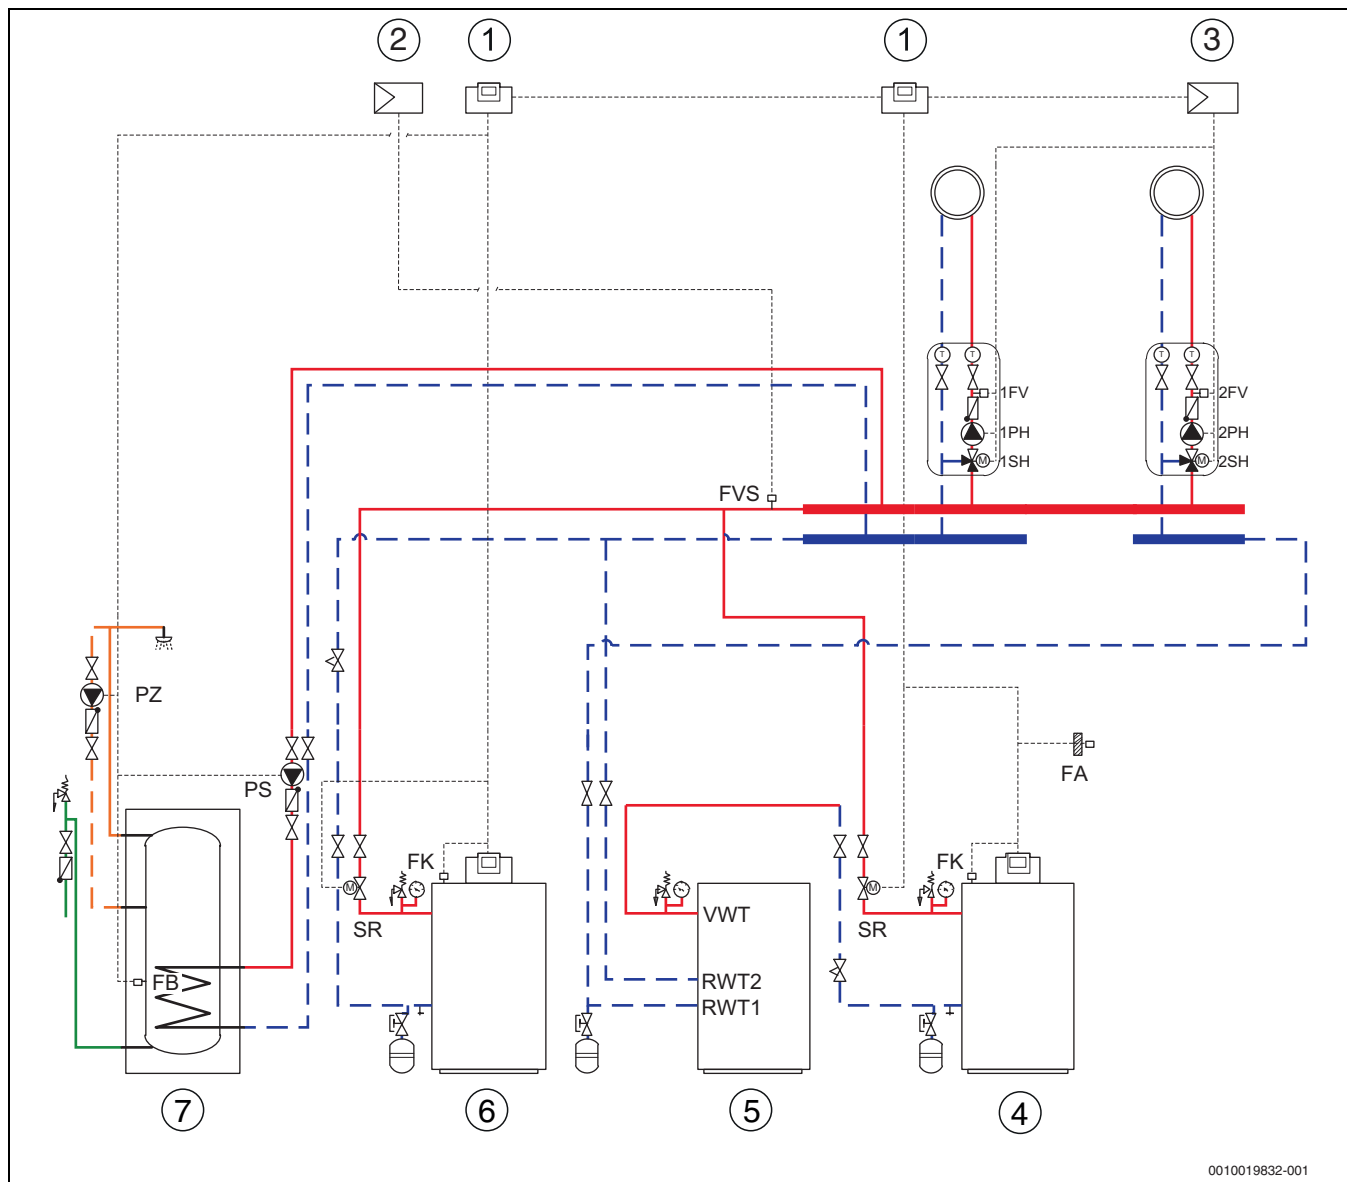 2 1 1 3
T T T T
1FV 2FV
1PH 2PH
M 1SH M 2SH
FVS
PZ
FA
PS
FK FK
M M
SR VWT SR
FB RWT2
RWT1
7 6 5 4
0010019832-001